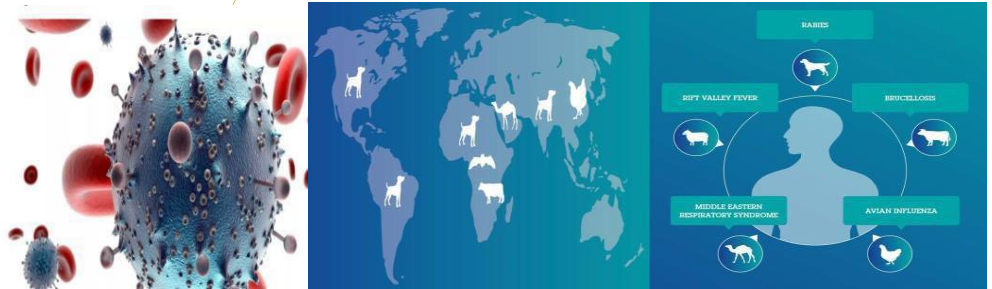 RABIES
RIFT VALLEY FEVER
BRUCELLOSIS
MIDDLE EASTERN
RESPIRATORY SYNDROME
AVIAN INFLUENZA